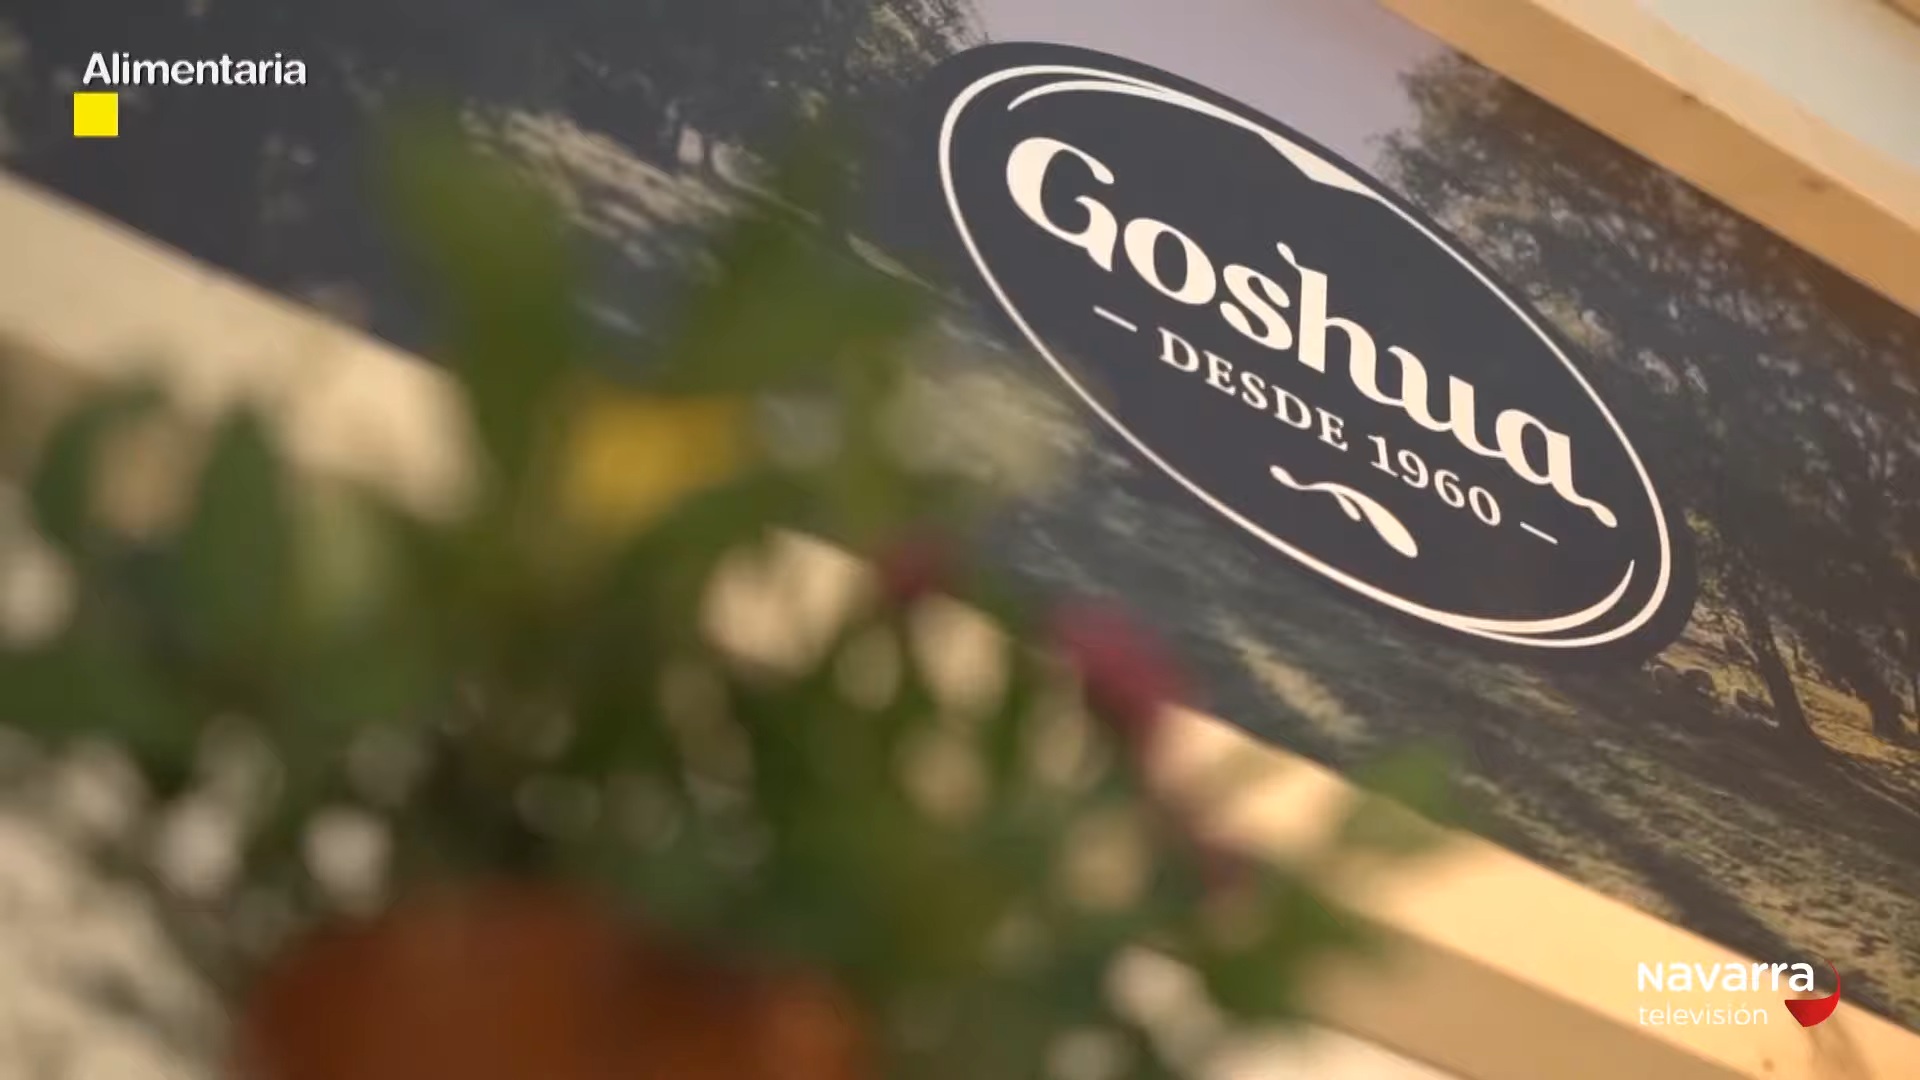 Alimentaria
Goshua
— DESDE 1960 —
Navarra
televisión